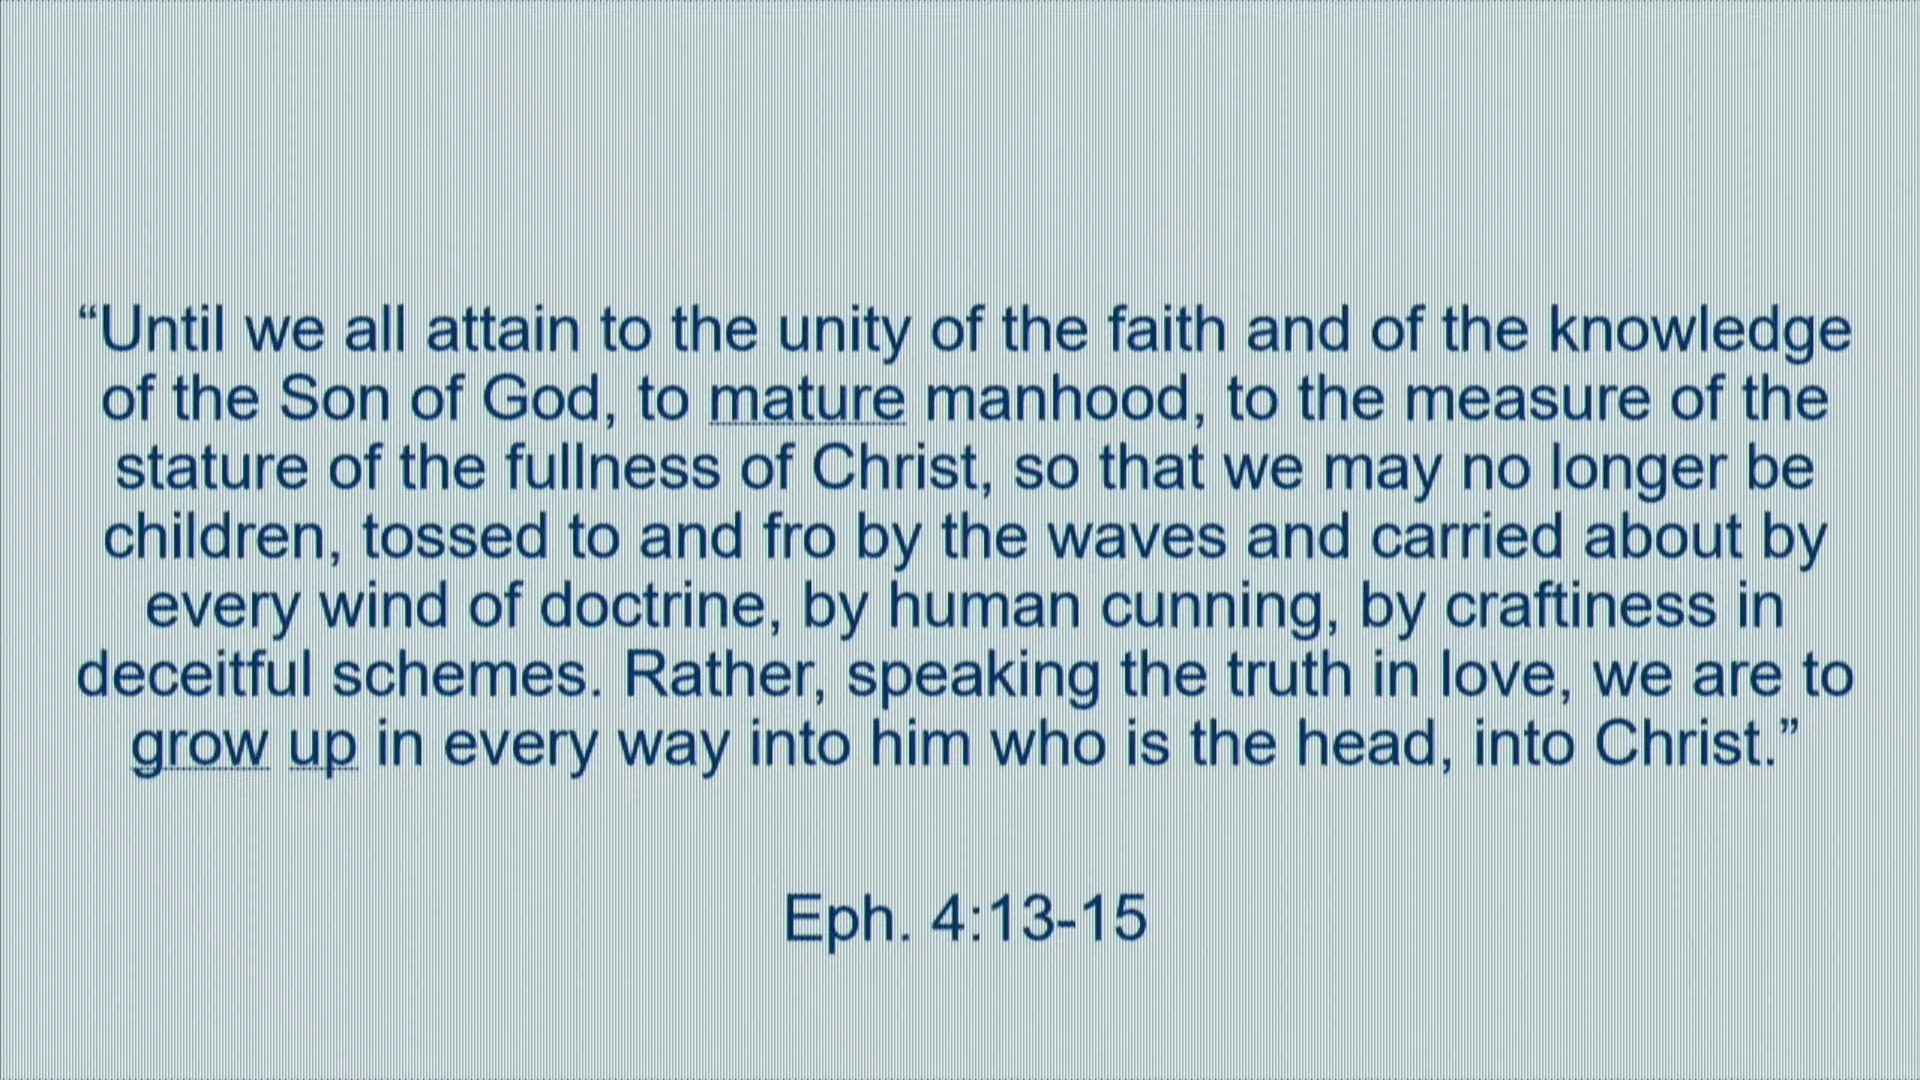 “Until we all attain to the unity of the faith and of the knowledge
of the Son of God, to mature manhood, to the measure of the
stature of the fullness of Christ, so that we may no longer be
children, tossed to and fro by the waves and carried about by
every wind of doctrine, by human cunning, by craftiness in
deceitful schemes. Rather, speaking the truth in love, we are to
grow up in every way into him who is the head, into Christ.”
Eph. 4:13-15